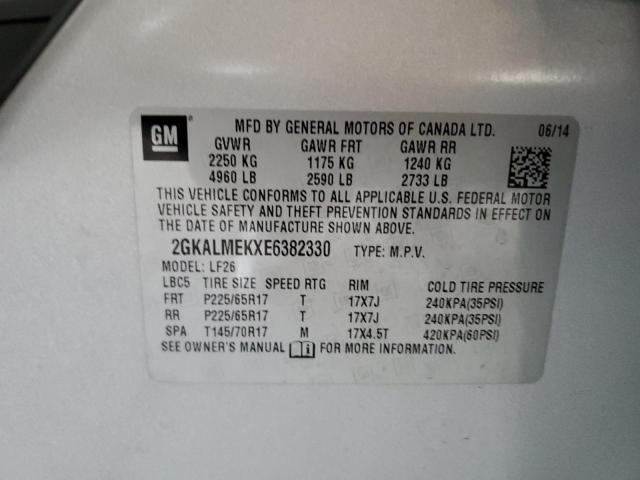 GM ®
MFD BY GENERAL MOTORS OF CANADA LTD. 06/14
GVWR GAWR FRT GAWR RR
2250 KG 1175 KG 1240 KG
4960 LB 2590 LB 2733 LB
THIS VEHICLE CONFORMS TO ALL APPLICABLE U.S. FEDERAL MOTOR
VEHICLE SAFETY AND THEFT PREVENTION STANDARDS IN EFFECT ON
THE DATE OF MANUFACTURE SHOWN ABOVE.
2GKALMEKXE6382330 TYPE: M.P.V.
MODEL: LF26
LBC5 TIRE SIZE SPEED RTG RIM COLD TIRE PRESSURE
FRT P225/65R17 T 17X7J 240KPA(35PSI)
RR P225/65R17 T 17X7J 240KPA(35PSI)
SPA T145/70R17 M 17X4.5T 420KPA(60PSI)
SEE OWNER'S MANUAL FOR MORE INFORMATION.